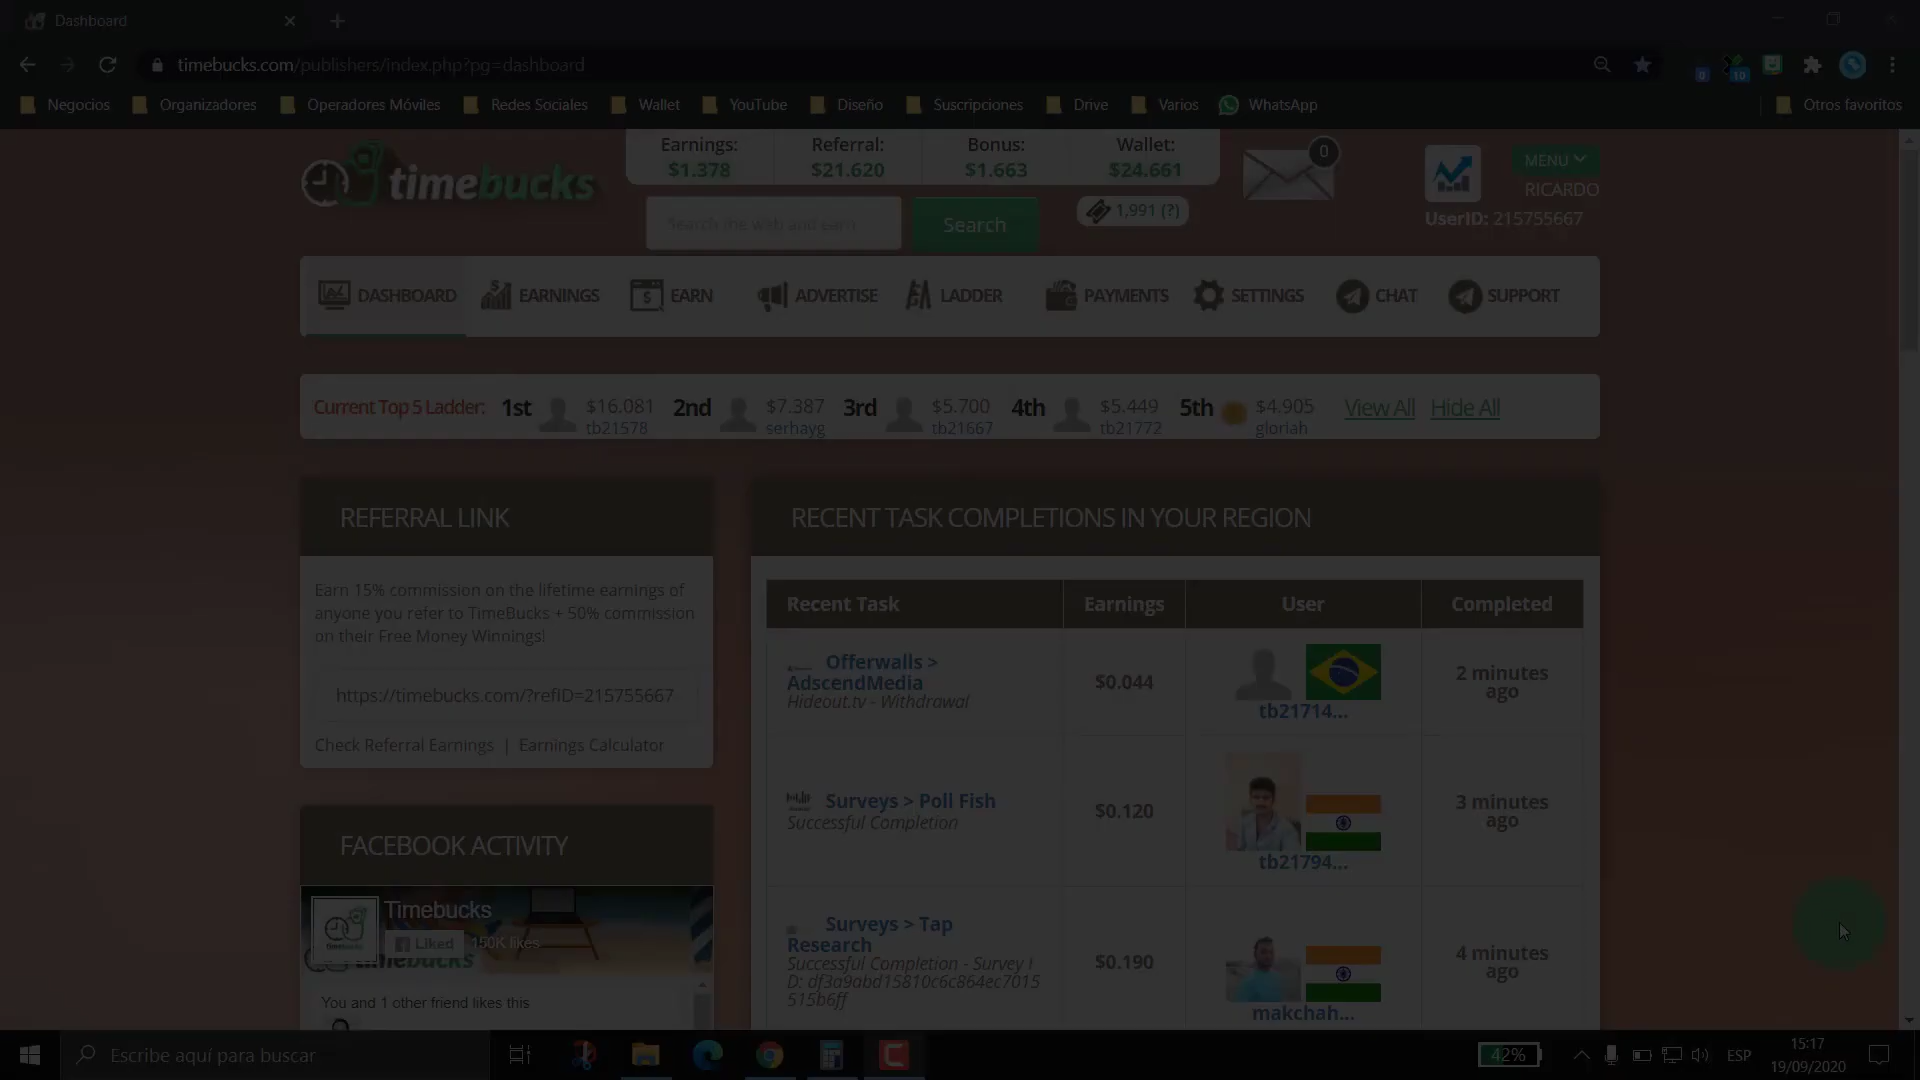 Dashboard
timebucks.com/publishers/index.php?pg=dashboard
0
10
Negocios
Organizadores
Operadores Móviles
Redes Sociales
Wallet
YouTube
Diseño
Suscripciones
Drive
Varios
WhatsApp
Otros favoritos
timebucks
Earnings: Referral: Bonus: Wallet:
$1.378 $21.620 $1.663 $24.661
0
MENU
RICARDO
UserID: 215755667
Search the web and earn
Search
1,991 (?)
DASHBOARD EARNINGS EARN ADVERTISE LADDER PAYMENTS SETTINGS CHAT SUPPORT
Current Top 5 Ladder: 1st $16.081 2nd $7.387 3rd $5.700 4th $5.449 5th $4.905 View All Hide All
tb21578 serbayg tb21667 tb21772 gloriah
REFERRAL LINK
Earn 15% commission on the lifetime earnings of
anyone you refer to TimeBucks + 50% commission
on their Free Money Winnings!
https://timebucks.com/?refID=215755667
Check Referral Earnings | Earnings Calculator
FACEBOOK ACTIVITY
Timebucks
Liked 150K likes
timebucks
You and 1 other friend likes this
RECENT TASK COMPLETIONS IN YOUR REGION
Recent Task Earnings User Completed
Offerwalls >
AdscendMedia
Hideout.tv - Withdrawal
$0.044
tb21714...
2 minutes
ago
Surveys > Poll Fish
Successful Completion
$0.120
tb21794...
3 minutes
ago
Surveys > Tap
Research
Successful Completion - Survey I
D: df3a9abd15810c6c864ec7015
515b6ff
$0.190
makchah...
4 minutes
ago
Escribe aquí para buscar
42%
ESP
15:17
19/09/2020